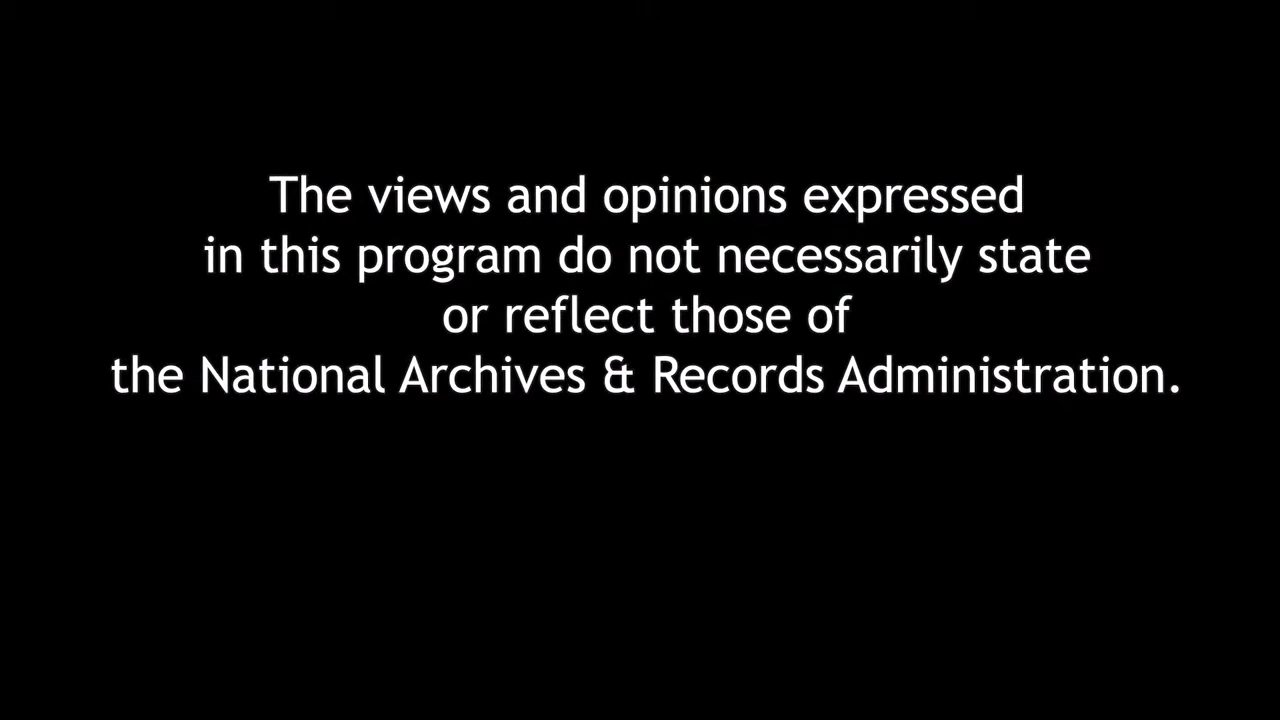 The views and opinions expressed
in this program do not necessarily state
or reflect those of
the National Archives & Records Administration.